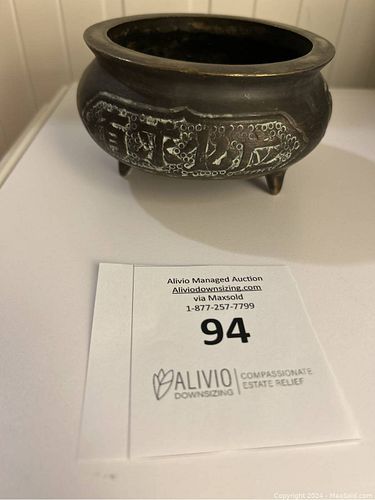 Alivio Managed Auction
Aliviodownsizing.com
via Maxsold
1-877-257-7799
94
ALIVIO
DOWNSIZING
COMPASSIONATE
ESTATE RELIEF
Copyright 2024 - MaxSold.com